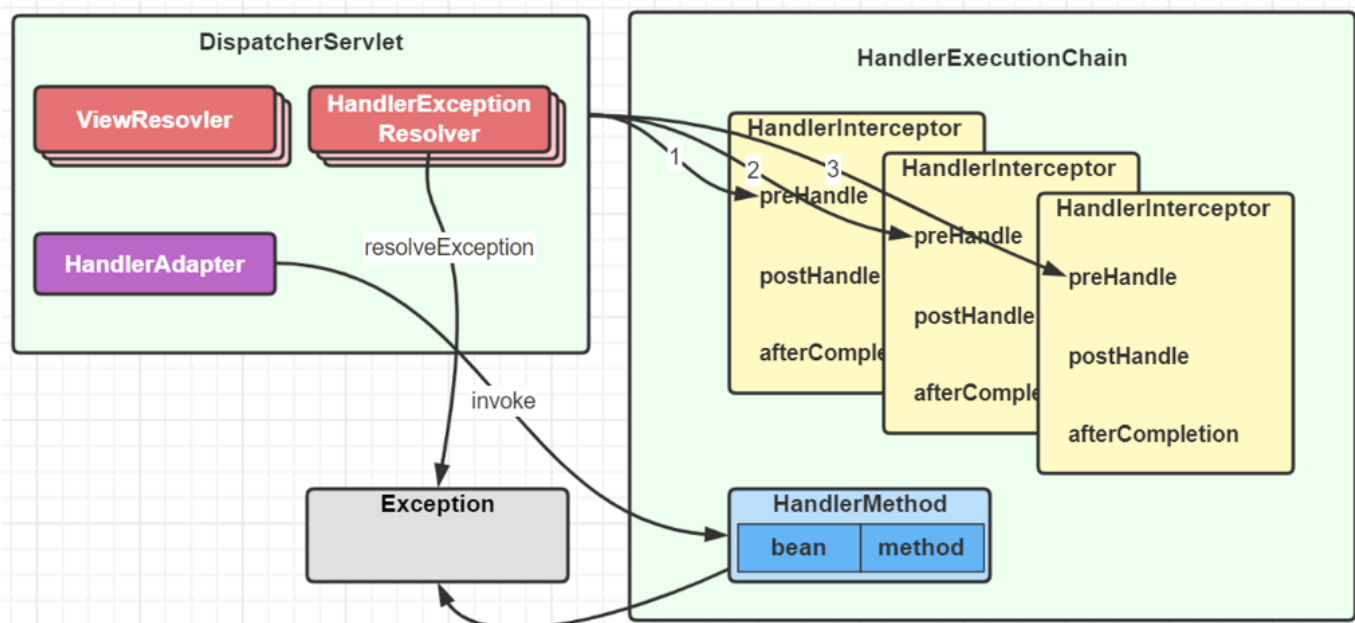 DispatcherServlet
ViewResovler
HandlerException
Resolver
HandlerAdapter
resolveException
invoke
Exception
HandlerExecutionChain
1
2
3
HandlerInterceptor
preHandle
postHandle
afterComple
HandlerInterceptor
preHandle
postHandle
afterComple
HandlerInterceptor
preHandle
postHandle
afterCompletion
HandlerMethod
bean
method